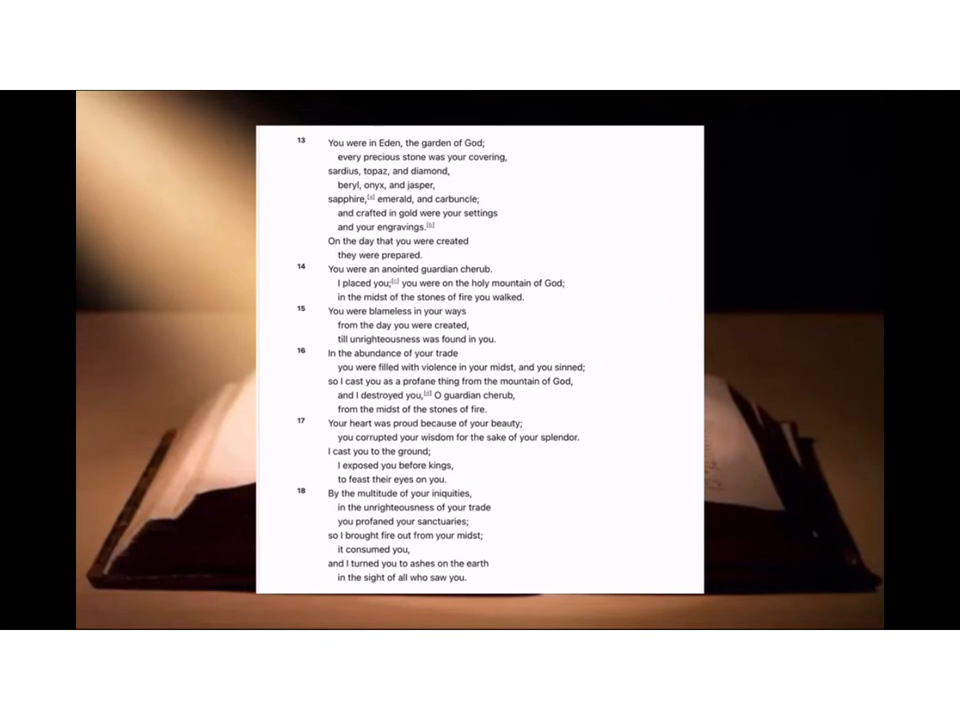 13 You were in Eden, the garden of God;
every precious stone was your covering,
sardius, topaz, and diamond,
beryl, onyx, and jasper,
sapphire,[a] emerald, and carbuncle;
and crafted in gold were your settings
and your engravings.[b]
On the day that you were created
they were prepared.
14 You were an anointed guardian cherub.
I placed you;[c] you were on the holy mountain of God;
in the midst of the stones of fire you walked.
15 You were blameless in your ways
from the day you were created,
till unrighteousness was found in you.
16 In the abundance of your trade
you were filled with violence in your midst, and you sinned;
so I cast you as a profane thing from the mountain of God,
and I destroyed you,[d] O guardian cherub,
from the midst of the stones of fire.
17 Your heart was proud because of your beauty;
you corrupted your wisdom for the sake of your splendor.
I cast you to the ground;
I exposed you before kings,
to feast their eyes on you.
18 By the multitude of your iniquities,
in the unrighteousness of your trade
you profaned your sanctuaries;
so I brought fire out from your midst;
it consumed you,
and I turned you to ashes on the earth
in the sight of all who saw you.